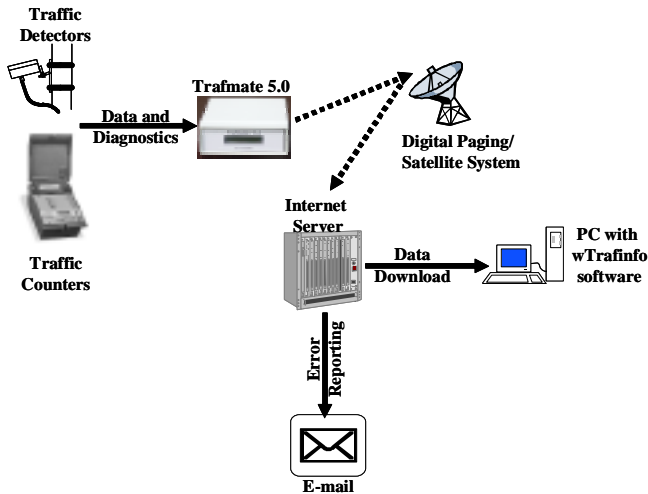 Traffic
Detectors
Trafmate 5.0
Data and
Diagnostics
Digital Paging/
Satellite System
Traffic
Counters
Internet
Server
Data
Download
PC with
wTrafinfo
software
Error
Reporting
E-mail